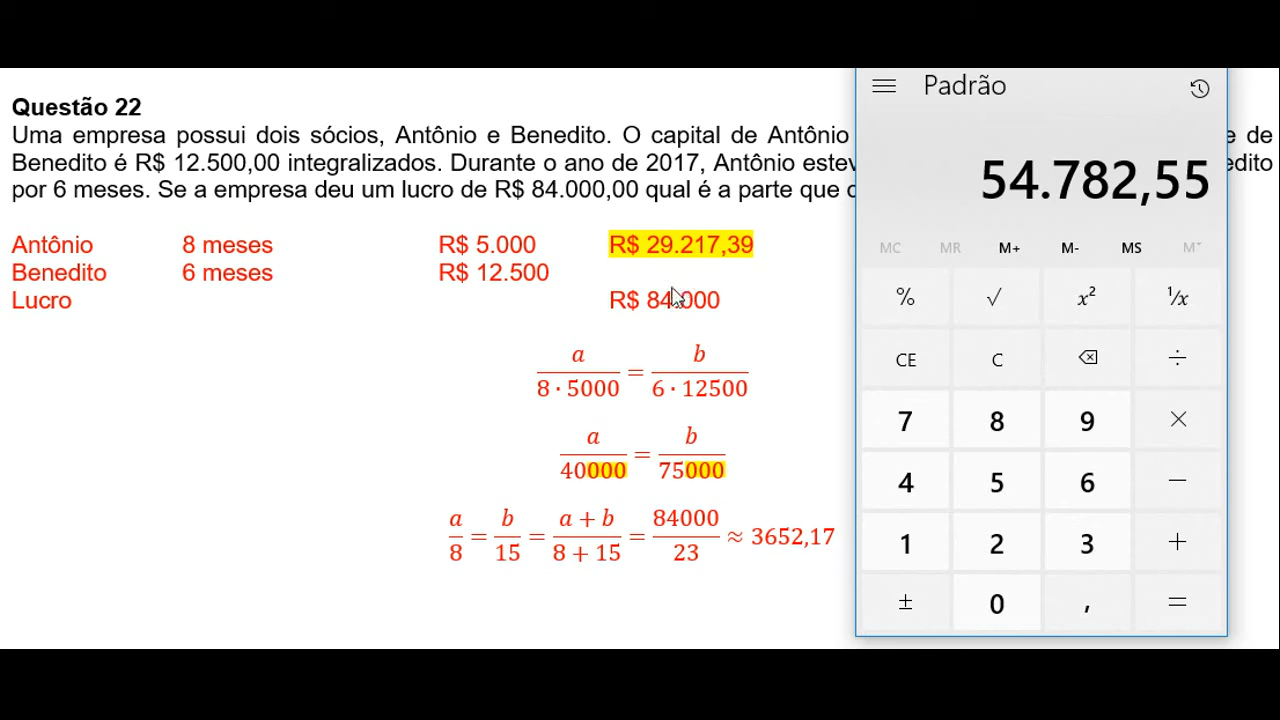 Questão 22
Uma empresa possui dois sócios, Antônio e Benedito. O capital de Antônio e de
Benedito é R$ 12.500,00 integralizados. Durante o ano de 2017, Antônio estev edito
por 6 meses. Se a empresa deu um lucro de R$ 84.000,00 qual é a parte que
Antônio 8 meses R$ 5.000 R$ 29.217,39
Benedito 6 meses R$ 12.500
Lucro R$ 84.000
a/(8 · 5000) = b/(6 · 12500)
a/40000 = b/75000
a/8 = b/15 = (a + b)/(8 + 15) = 84000/23 ≈ 3652,17
Padrão
54.782,55
MC MR M+ M- MS M˅
% √ x² ¹/x
CE C ⌫ ÷
7 8 9 ×
4 5 6 −
1 2 3 +
± 0 , =